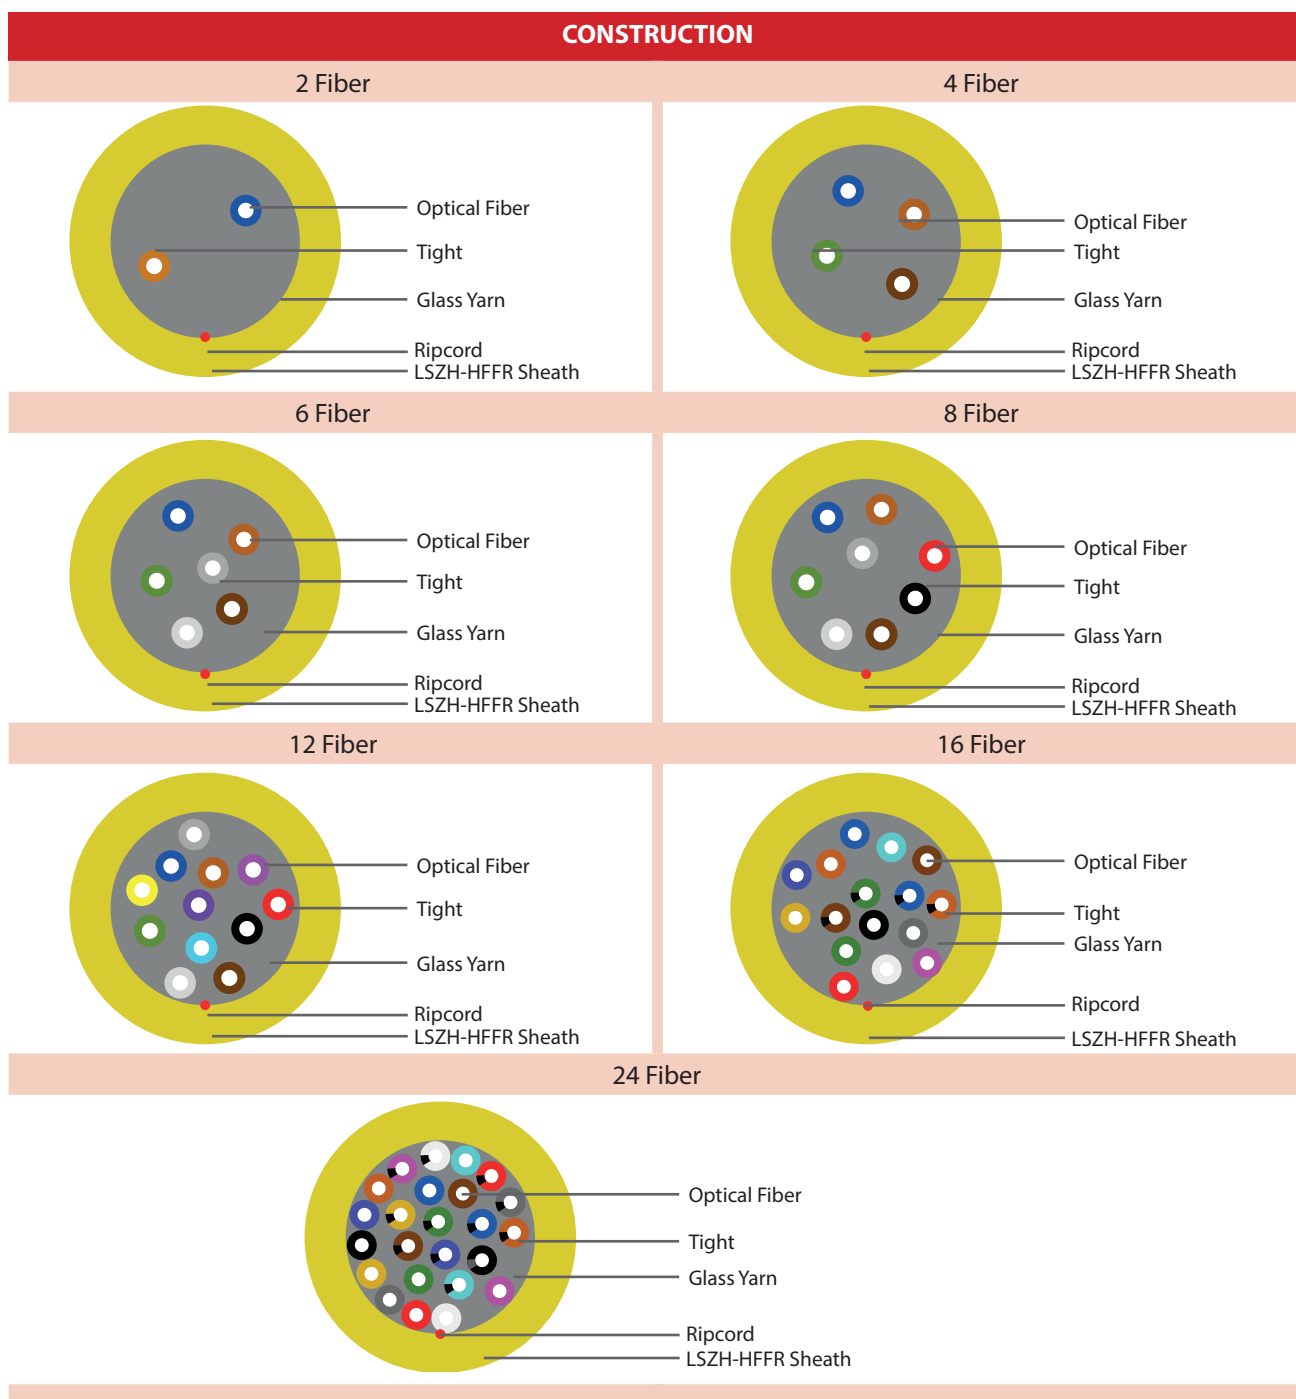 CONSTRUCTION
2 Fiber
4 Fiber
Optical Fiber
Tight
Glass Yarn
Ripcord
LSZH-HFFR Sheath
Optical Fiber
Tight
Glass Yarn
Ripcord
LSZH-HFFR Sheath
6 Fiber
8 Fiber
Optical Fiber
Tight
Glass Yarn
Ripcord
LSZH-HFFR Sheath
Optical Fiber
Tight
Glass Yarn
Ripcord
LSZH-HFFR Sheath
12 Fiber
16 Fiber
Optical Fiber
Tight
Glass Yarn
Ripcord
LSZH-HFFR Sheath
Optical Fiber
Tight
Glass Yarn
Ripcord
LSZH-HFFR Sheath
24 Fiber
Optical Fiber
Tight
Glass Yarn
Ripcord
LSZH-HFFR Sheath